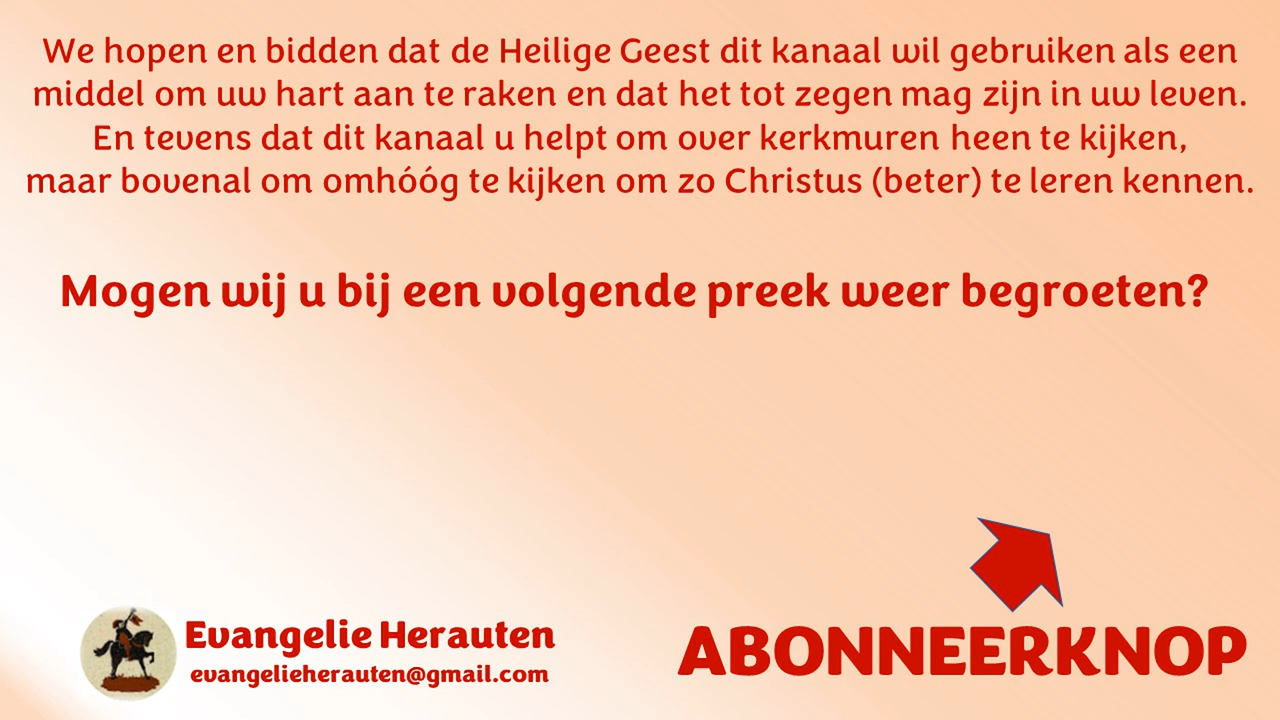 We hopen en bidden dat de Heilige Geest dit kanaal wil gebruiken als een
middel om uw hart aan te raken en dat het tot zegen mag zijn in uw leven.
En tevens dat dit kanaal u helpt om over kerkmuren heen te kijken,
maar bovenal om omhóóg te kijken om zo Christus (beter) te leren kennen.
Mogen wij u bij een volgende preek weer begroeten?
Evangelie Herauten
evangelieherauten@gmail.com
ABONNEERKNOP